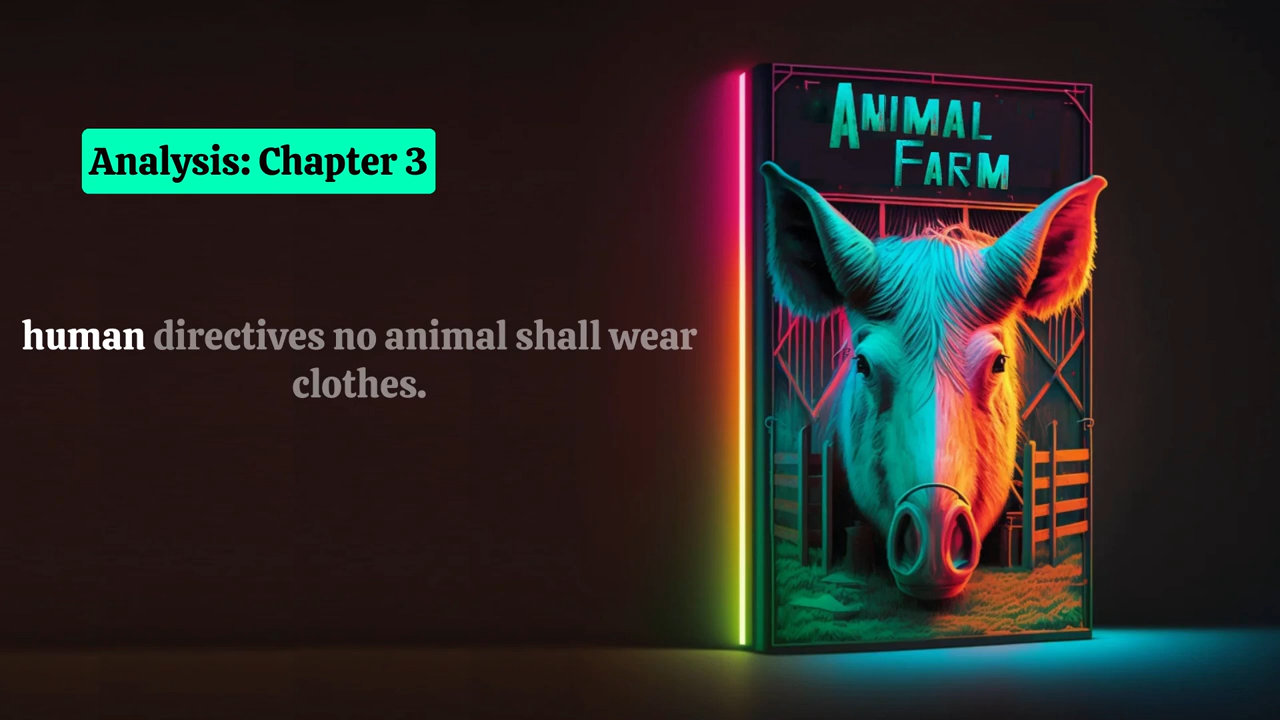 Analysis: Chapter 3
human directives no animal shall wear
clothes.
ANIMAL
FARM